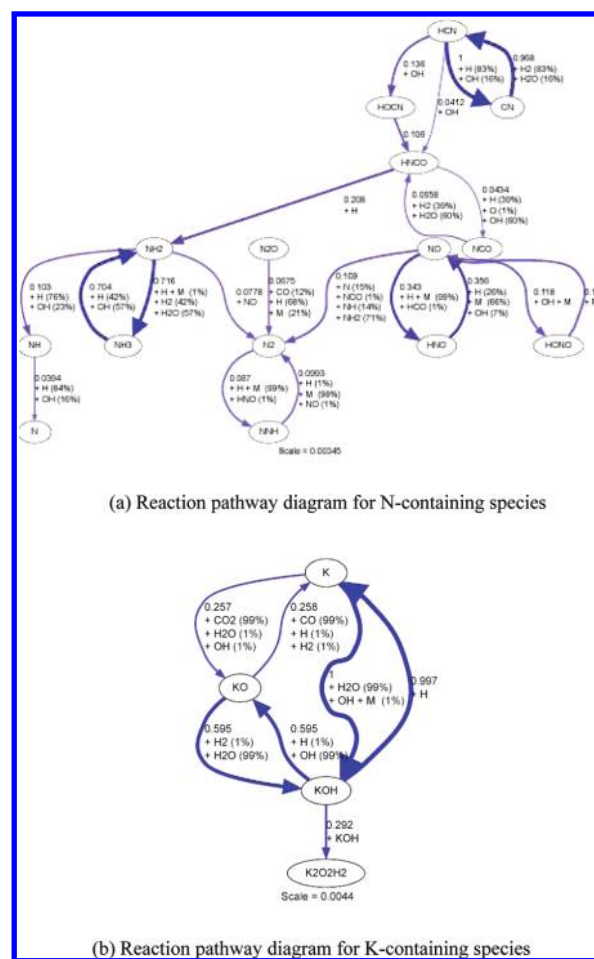 HCN
0.138
+ OH
1
+ H (83%)
+ OH (16%)
0.968
+ H2 (83%)
+ H2O (16%)
HOCN
0.0412
+ OH
CN
0.106
HNCO
0.208
+ H
0.0958
+ H2 (39%)
+ H2O (60%)
0.0434
+ H (39%)
+ O (1%)
+ OH (60%)
NH2
N2O
NO
NCO
0.103
+ H (76%)
+ OH (23%)
0.704
+ H (42%)
+ OH (57%)
0.716
+ H + M (1%)
+ H2 (42%)
+ H2O (57%)
0.0778
+ NO
0.0675
+ CO (12%)
+ H (68%)
+ M (21%)
0.109
+ N (15%)
+ NCO (1%)
+ NH (14%)
+ NH2 (71%)
0.343
+ H + M (99%)
+ HCO (1%)
0.356
+ H (26%)
+ M (66%)
+ OH (7%)
0.118
+ OH + M
NH
NH3
N2
HNO
HONO
0.0394
+ H (84%)
+ OH (16%)
0.087
+ H + M (99%)
+ HNO (1%)
0.0993
+ H (1%)
+ M (98%)
+ NO (1%)
N
NNH
Scale = 0.00045
(a) Reaction pathway diagram for N-containing species
K
0.257
+ CO2 (99%)
+ H2O (1%)
+ OH (1%)
0.258
+ CO (99%)
+ H (1%)
+ H2 (1%)
1
+ H2O (99%)
+ OH + M (1%)
0.997
+ H
KO
0.595
+ H2 (1%)
+ H2O (99%)
0.595
+ H (1%)
+ OH (99%)
KOH
0.292
+ KOH
K2O2H2
Scale = 0.0044
(b) Reaction pathway diagram for K-containing species